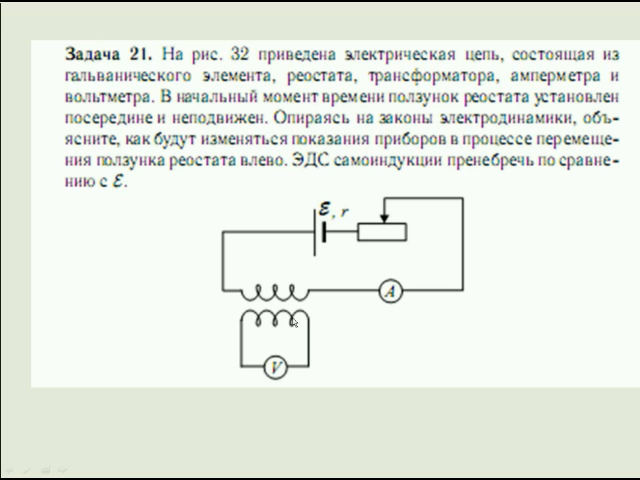 Задача 21. На рис. 32 приведена электрическая цепь, состоящая из
гальванического элемента, реостата, трансформатора, амперметра и
вольтметра. В начальный момент времени ползунок реостата установлен
посередине и неподвижен. Опираясь на законы электродинамики, объ-
ясните, как будут изменяться показания приборов в процессе перемеще-
ния ползунка реостата влево. ЭДС самоиндукции пренебречь по сравне-
нию с ℰ.
ℰ, r
A
V